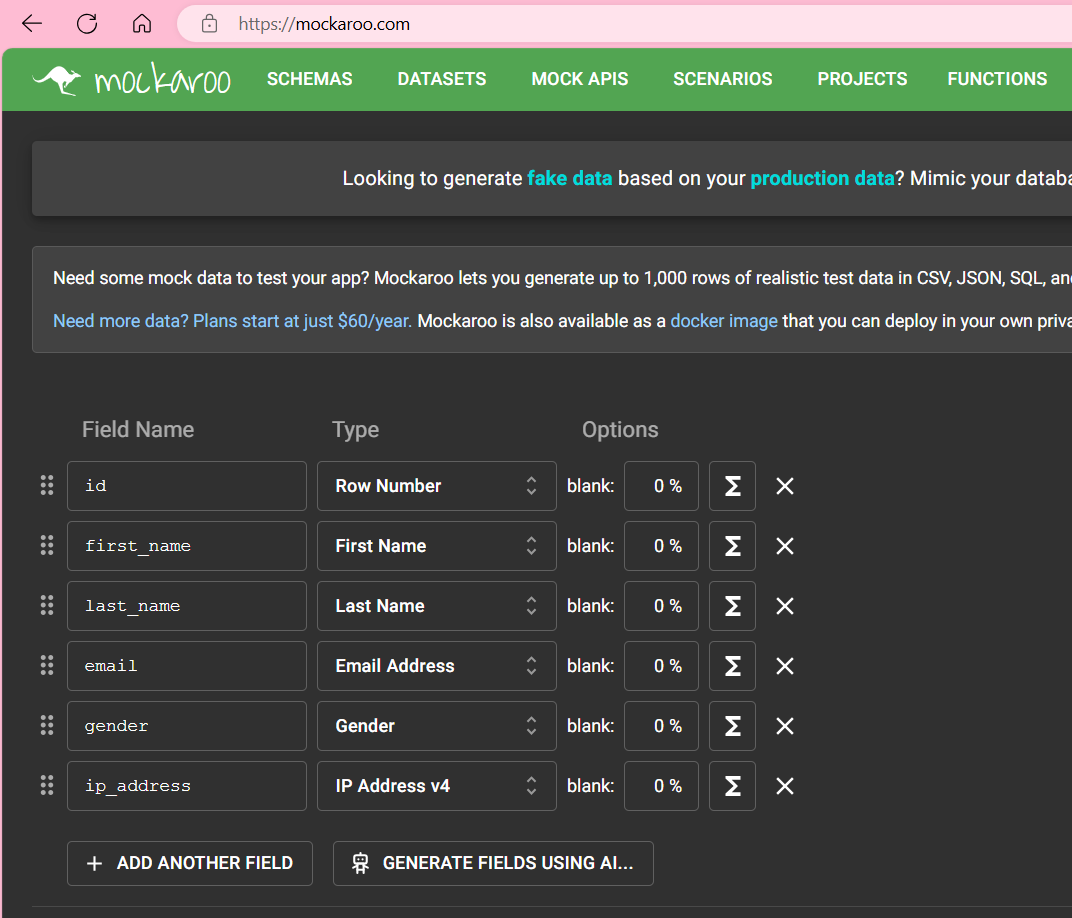 https://mockaroo.com
mockaroo SCHEMAS DATASETS MOCK APIS SCENARIOS PROJECTS FUNCTIONS
Looking to generate fake data based on your production data? Mimic your databa
Need some mock data to test your app? Mockaroo lets you generate up to 1,000 rows of realistic test data in CSV, JSON, SQL, an
Need more data? Plans start at just $60/year. Mockaroo is also available as a docker image that you can deploy in your own priva
Field Name Type Options
id Row Number blank: 0 % Σ
first_name First Name blank: 0 % Σ
last_name Last Name blank: 0 % Σ
email Email Address blank: 0 % Σ
gender Gender blank: 0 % Σ
ip_address IP Address v4 blank: 0 % Σ
+ ADD ANOTHER FIELD GENERATE FIELDS USING AI...